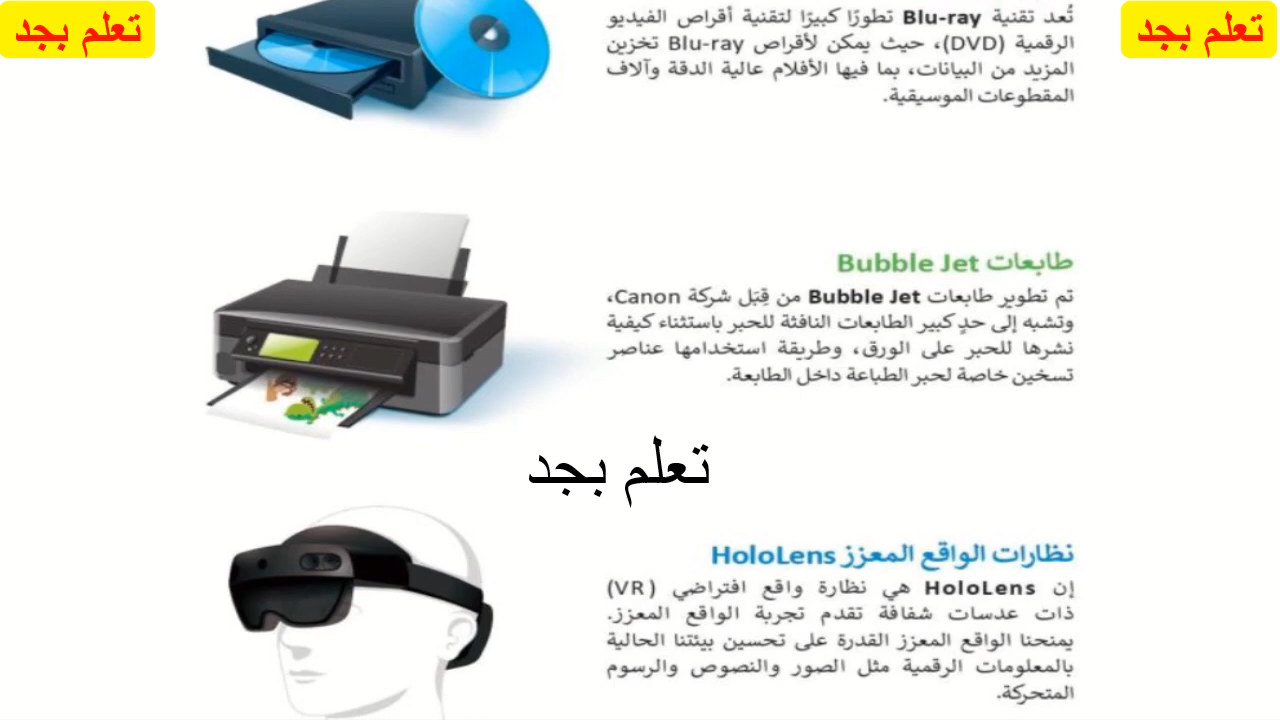 تعلم بجد
تعلم بجد
تُعد تقنية Blu-ray تطورًا كبيرًا لتقنية أقراص الفيديو
الرقمية (DVD)، حيث يمكن لأقراص Blu-ray تخزين
المزيد من البيانات، بما فيها الأفلام عالية الدقة وآلاف
المقطوعات الموسيقية.
طابعات Bubble Jet
تم تطوير طابعات Bubble Jet من قِبَل شركة Canon،
وتشبه إلى حدٍ كبير الطابعات النافثة للحبر باستثناء كيفية
نشرها للحبر على الورق، وطريقة استخدامها عناصر
تسخين خاصة لحبر الطباعة داخل الطابعة.
تعلم بجد
نظارات الواقع المعزز HoloLens
إن HoloLens هي نظارة واقع افتراضي (VR)
ذات عدسات شفافة تقدم تجربة الواقع المعزز.
يمنحنا الواقع المعزز القدرة على تحسين بيئتنا الحالية
بالمعلومات الرقمية مثل الصور والنصوص والرسوم
المتحركة.